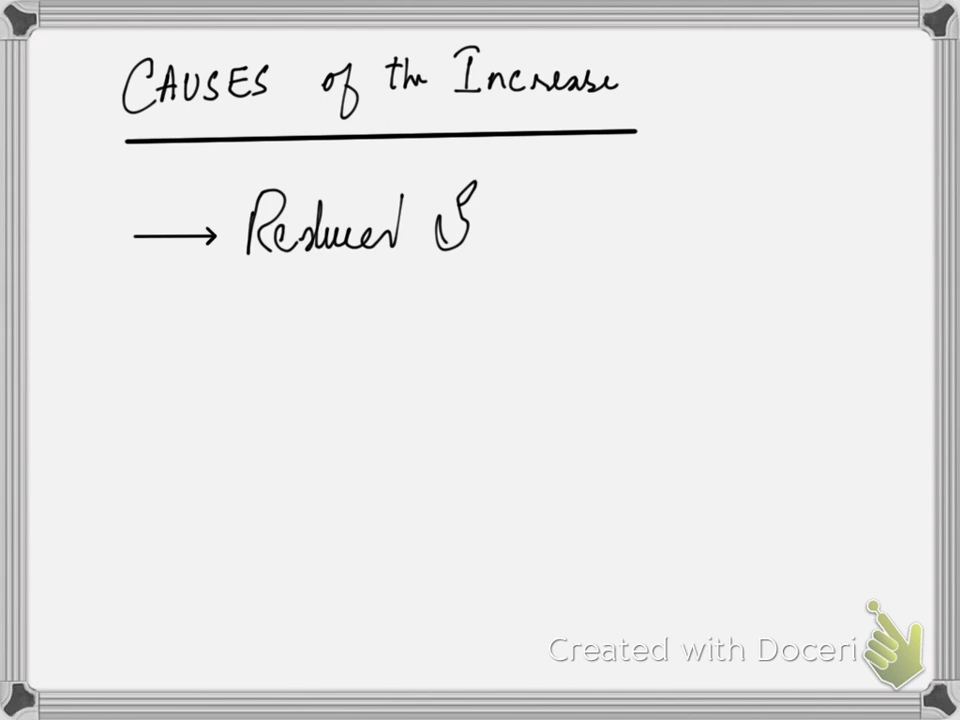 CAUSES of the Increase
→ Reduced S
Created with Doceri